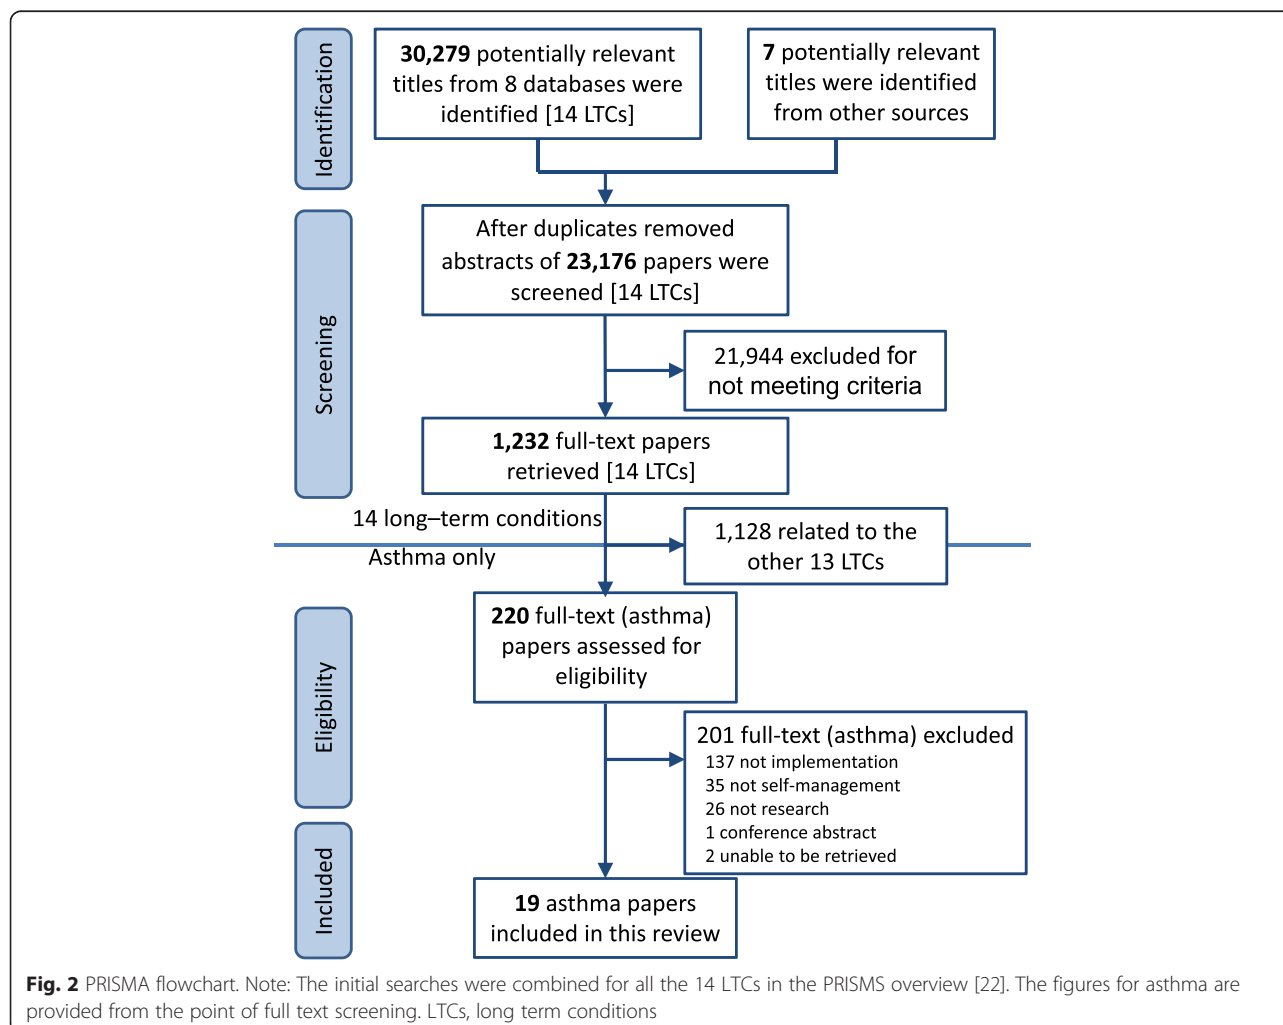 Identification
30,279 potentially relevant
titles from 8 databases were
identified [14 LTCs]
7 potentially relevant
titles were identified
from other sources
Screening
After duplicates removed
abstracts of 23,176 papers were
screened [14 LTCs]
21,944 excluded for
not meeting criteria
1,232 full-text papers
retrieved [14 LTCs]
14 long–term conditions
Asthma only
1,128 related to the
other 13 LTCs
Eligibility
220 full-text (asthma)
papers assessed for
eligibility
201 full-text (asthma) excluded
137 not implementation
35 not self-management
26 not research
1 conference abstract
2 unable to be retrieved
Included
19 asthma papers
included in this review
Fig. 2 PRISMA flowchart. Note: The initial searches were combined for all the 14 LTCs in the PRISMS overview [22]. The figures for asthma are
provided from the point of full text screening. LTCs, long term conditions